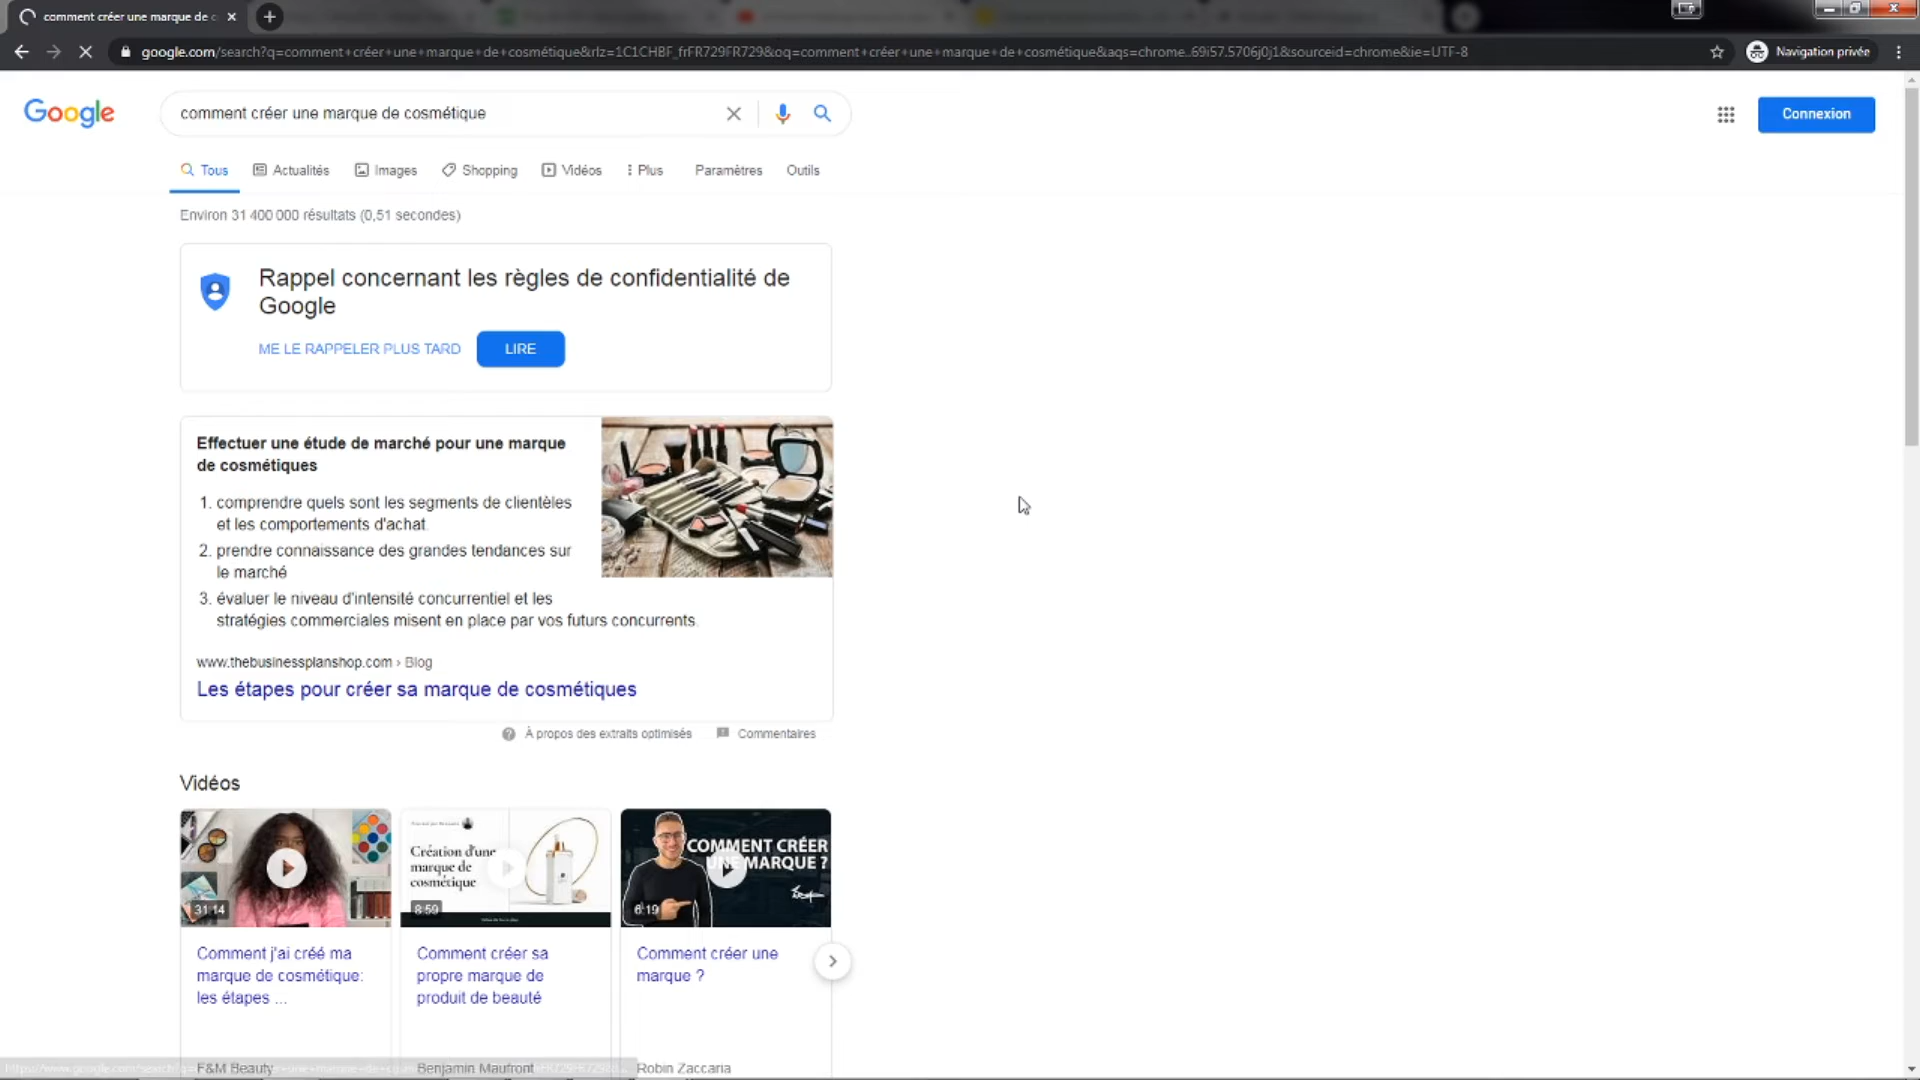 comment créer une marque de c
google.com/search?q=comment+créer+une+marque+de+cosmétique&rlz=1C1CHBF_frFR729FR729&oq=comment+créer+une+marque+de+cosmétique&aqs=chrome..69i57.5706j0j1&sourceid=chrome&ie=UTF-8
Navigation privée
Google
comment créer une marque de cosmétique
Connexion
Tous Actualités Images Shopping Vidéos Plus Paramètres Outils
Environ 31 400 000 résultats (0,51 secondes)
Rappel concernant les règles de confidentialité de
Google
ME LE RAPPELER PLUS TARD LIRE
Effectuer une étude de marché pour une marque
de cosmétiques
1. comprendre quels sont les segments de clientèles
et les comportements d'achat.
2. prendre connaissance des grandes tendances sur
le marché
3. évaluer le niveau d'intensité concurrentiel et les
stratégies commerciales misent en place par vos futurs concurrents.
www.thebusinessplanshop.com › Blog
Les étapes pour créer sa marque de cosmétiques
À propos des extraits optimisés Commentaires
Vidéos
31:14
Création d'une
marque de
cosmétique
8:59
COMMENT CRÉER
UNE MARQUE ?
6:19
Comment j'ai créé ma
marque de cosmétique:
les étapes ...
Comment créer sa
propre marque de
produit de beauté
Comment créer une
marque ?
F&M Beauty
Benjamin Maufront
Robin Zaccaria